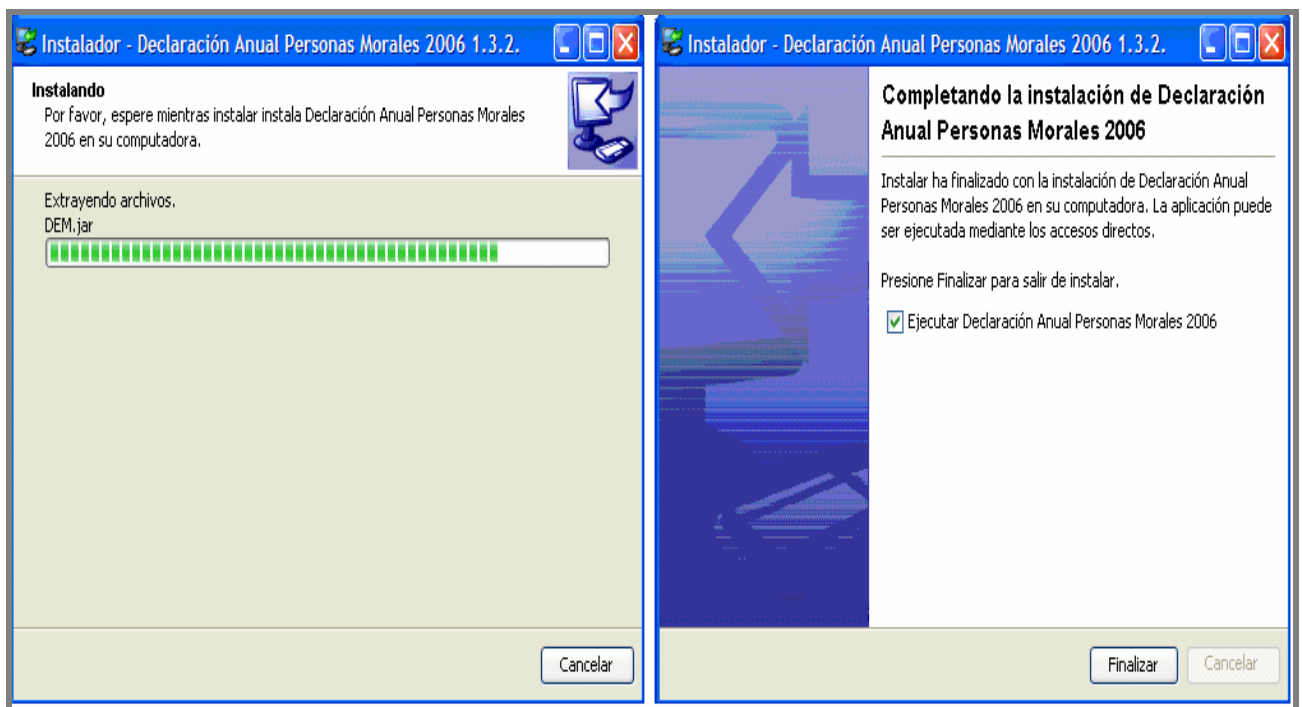 Instalador - Declaración Anual Personas Morales 2006 1.3.2.
Instalando
Por favor, espere mientras instalar instala Declaración Anual Personas Morales
2006 en su computadora.
Extrayendo archivos.
DEM.jar
Cancelar
Instalador - Declaración Anual Personas Morales 2006 1.3.2.
Completando la instalación de Declaración
Anual Personas Morales 2006
Instalar ha finalizado con la instalación de Declaración Anual
Personas Morales 2006 en su computadora. La aplicación puede
ser ejecutada mediante los accesos directos.
Presione Finalizar para salir de instalar.
Ejecutar Declaración Anual Personas Morales 2006
Finalizar
Cancelar